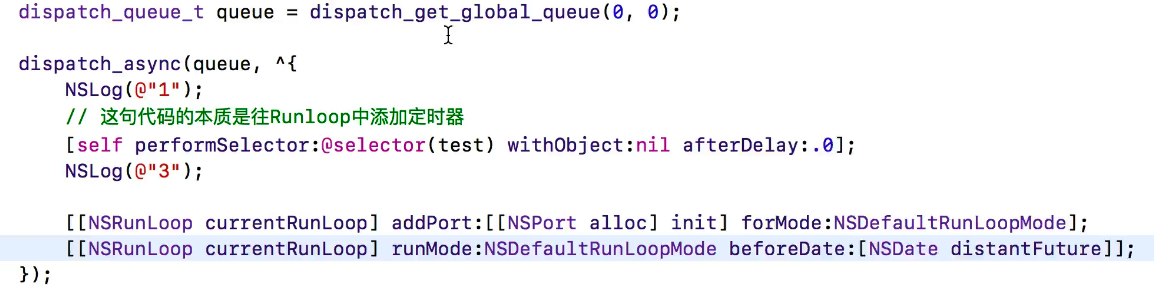 dispatch_queue_t queue = dispatch_get_global_queue(0, 0);
dispatch_async(queue, ^{
NSLog(@"1");
// 这句代码的本质是往Runloop中添加定时器
[self performSelector:@selector(test) withObject:nil afterDelay:.0];
NSLog(@"3");
[[NSRunLoop currentRunLoop] addPort:[[NSPort alloc] init] forMode:NSDefaultRunLoopMode];
[[NSRunLoop currentRunLoop] runMode:NSDefaultRunLoopMode beforeDate:[NSDate distantFuture]];
});